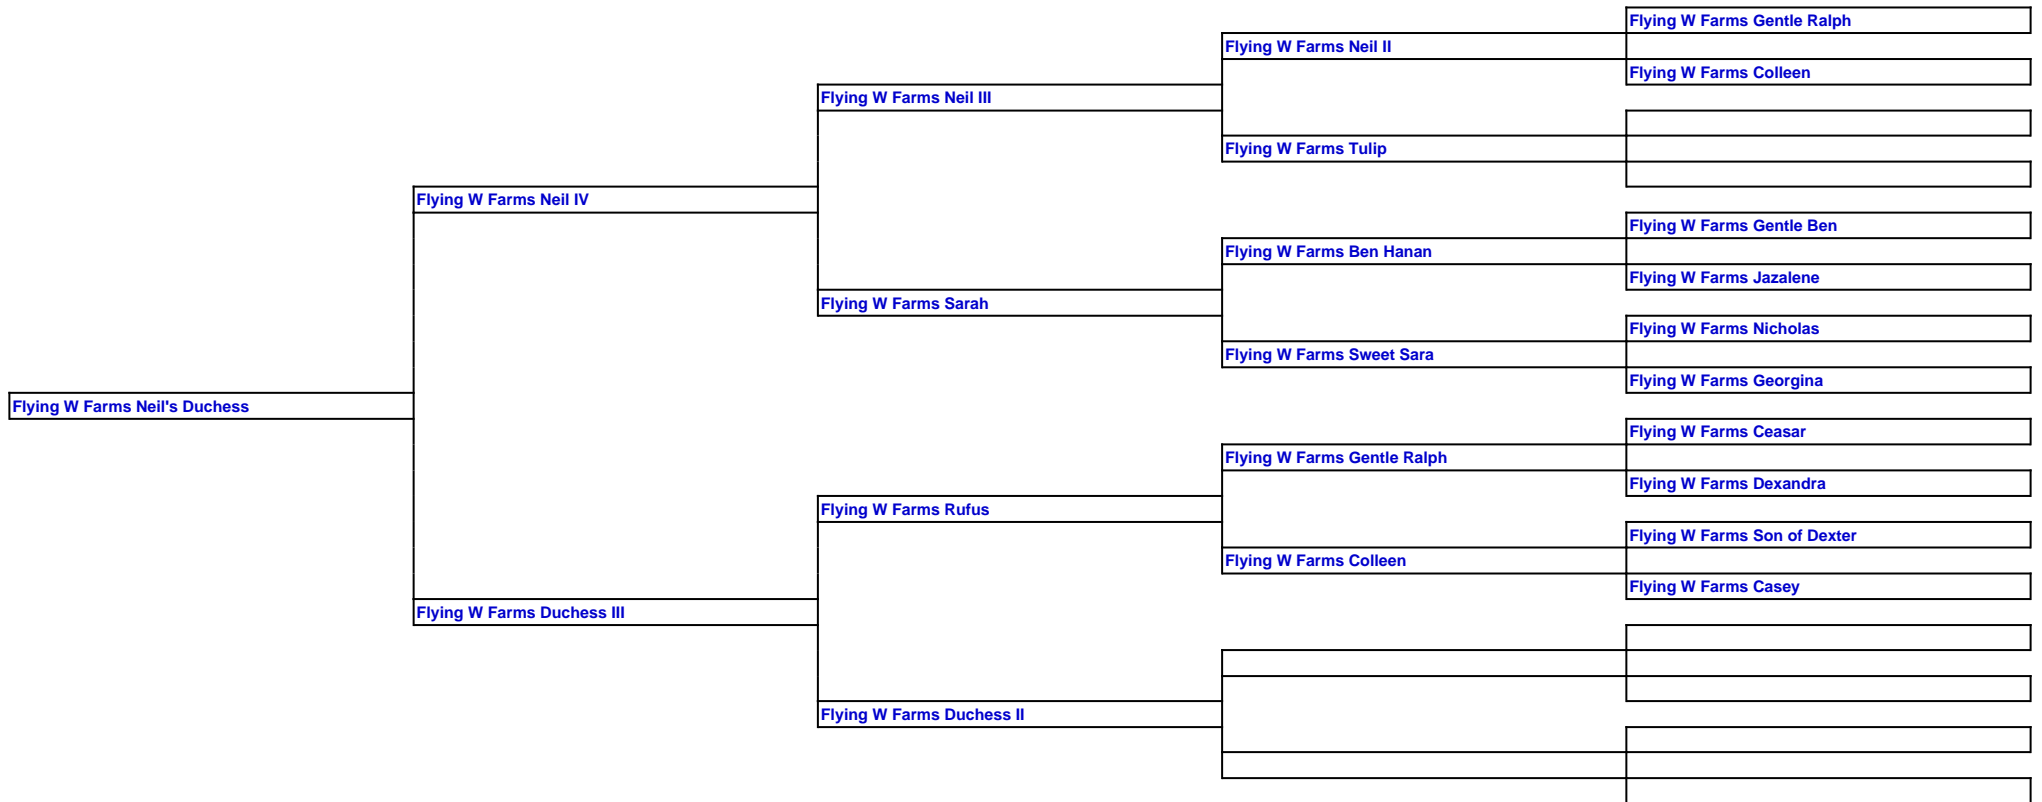 Flying W Farms Gentle Ralph
Flying W Farms Neil II
Flying W Farms Colleen
Flying W Farms Neil III
Flying W Farms Tulip
Flying W Farms Neil IV
Flying W Farms Gentle Ben
Flying W Farms Ben Hanan
Flying W Farms Jazalene
Flying W Farms Sarah
Flying W Farms Nicholas
Flying W Farms Sweet Sara
Flying W Farms Georgina
Flying W Farms Neil's Duchess
Flying W Farms Ceasar
Flying W Farms Gentle Ralph
Flying W Farms Dexandra
Flying W Farms Rufus
Flying W Farms Son of Dexter
Flying W Farms Colleen
Flying W Farms Casey
Flying W Farms Duchess III
Flying W Farms Duchess II